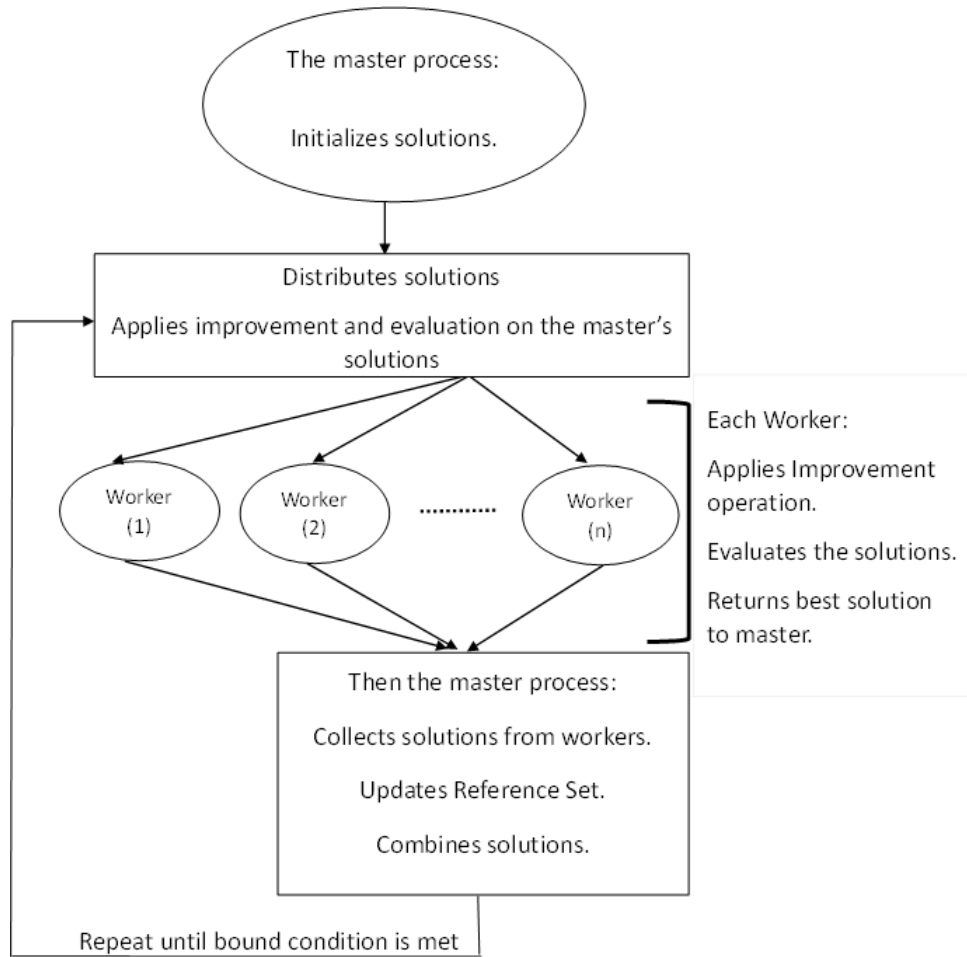 The master process:
Initializes solutions.
Distributes solutions
Applies improvement and evaluation on the master’s
solutions
Worker
(1)
Worker
(2)
............
Worker
(n)
Each Worker:
Applies Improvement
operation.
Evaluates the solutions.
Returns best solution
to master.
Then the master process:
Collects solutions from workers.
Updates Reference Set.
Combines solutions.
Repeat until bound condition is met